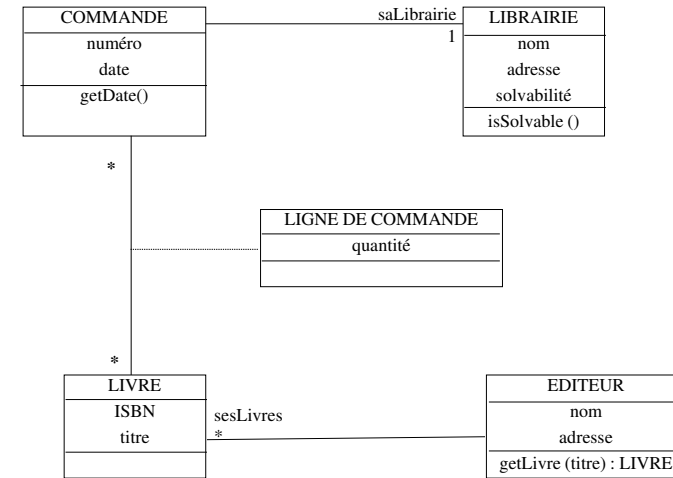 COMMANDE
numéro
date
getDate()
saLibrairie
1
LIBRAIRIE
nom
adresse
solvabilité
isSolvable ()
*
LIGNE DE COMMANDE
quantité
*
LIVRE
ISBN
titre
sesLivres
*
EDITEUR
nom
adresse
getLivre (titre) : LIVRE